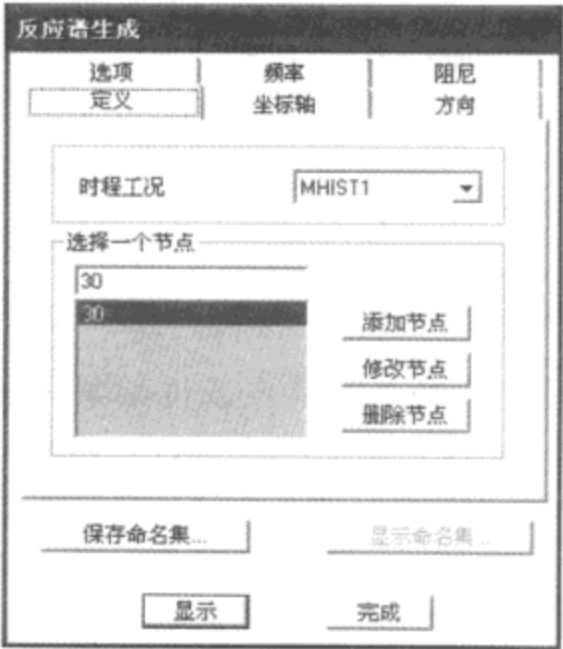 反应谱生成
选项 频率 阻尼
定义 坐标轴 方向
时程工况 MHIST1
选择一个节点
30
30
添加节点
修改节点
删除节点
保存命名集... 显示命名集...
显示 完成